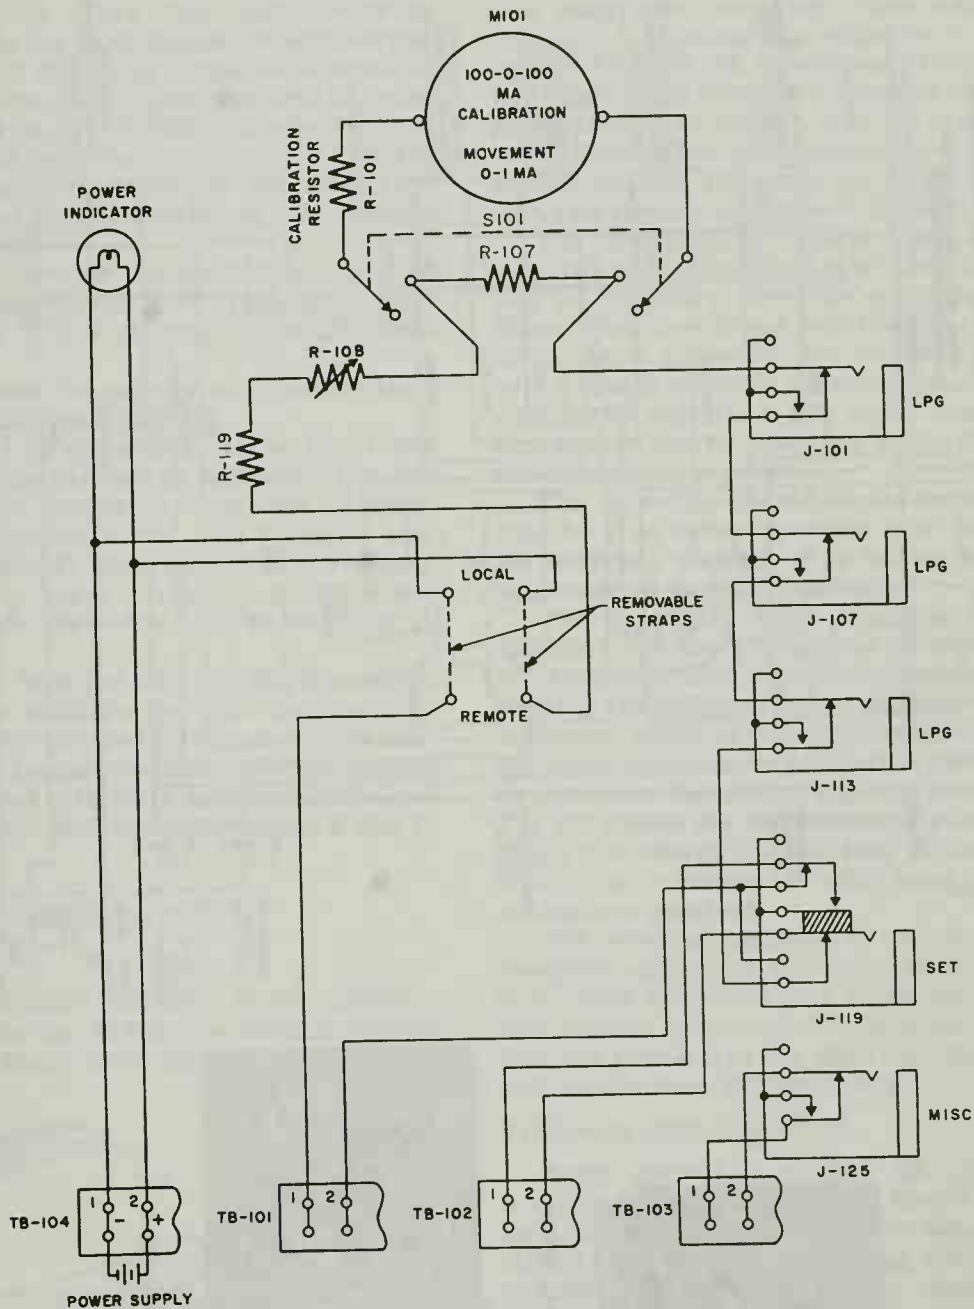 M101
100-0-100
MA
CALIBRATION
MOVEMENT
0-1 MA
CALIBRATION
RESISTOR
R-101
POWER
INDICATOR
S101
R-107
R-108
R-119
LPG
J-101
LPG
J-107
LOCAL
REMOVABLE
STRAPS
REMOTE
LPG
J-113
SET
J-119
MISC
J-125
TB-104
1
2
-
+
POWER SUPPLY
TB-101
1
2
TB-102
1
2
TB-103
1
2